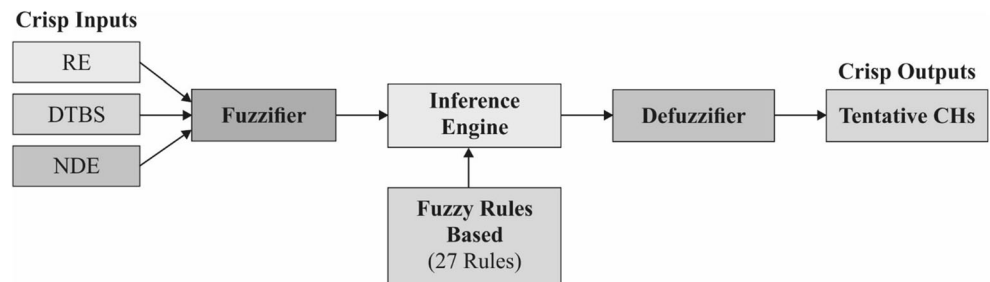 Crisp Inputs
RE
DTBS
NDE
Fuzzifier
Inference
Engine
Fuzzy Rules
Based
(27 Rules)
Defuzzifier
Crisp Outputs
Tentative CHs